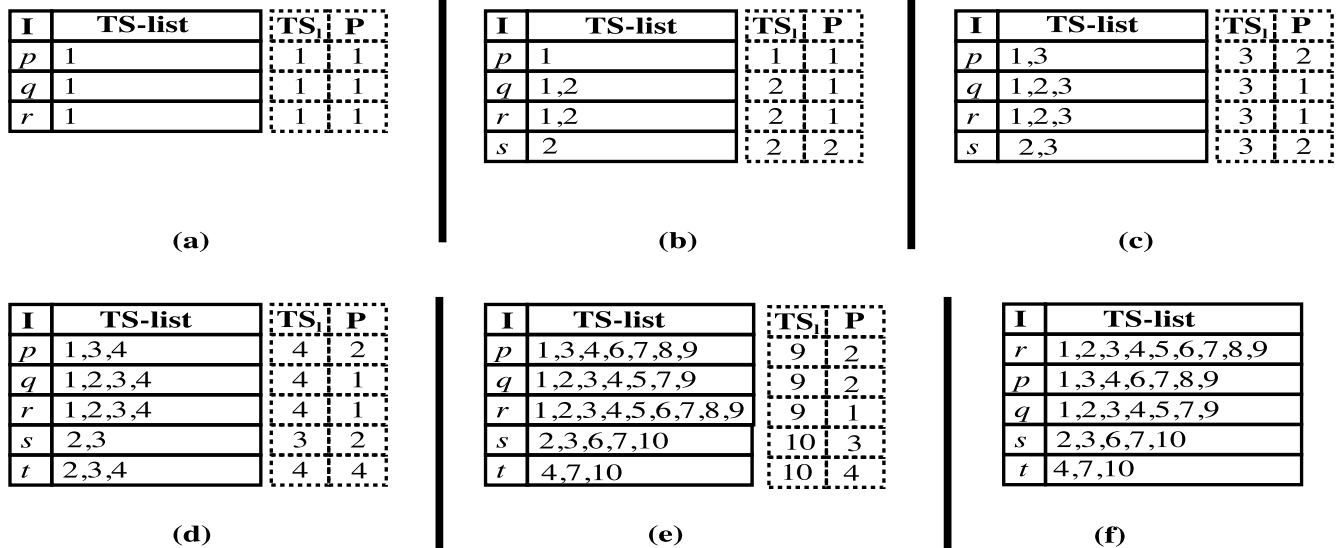 I TS-list TSl P
p 1 1 1
q 1 1 1
r 1 1 1
(a)
I TS-list TSl P
p 1 1 1
q 1,2 2 1
r 1,2 2 1
s 2 2 2
(b)
I TS-list TSl P
p 1,3 3 2
q 1,2,3 3 1
r 1,2,3 3 1
s 2,3 3 2
(c)
I TS-list TSl P
p 1,3,4 4 2
q 1,2,3,4 4 1
r 1,2,3,4 4 1
s 2,3 3 2
t 2,3,4 4 4
(d)
I TS-list TSl P
p 1,3,4,6,7,8,9 9 2
q 1,2,3,4,5,7,9 9 2
r 1,2,3,4,5,6,7,8,9 9 1
s 2,3,6,7,10 10 3
t 4,7,10 10 4
(e)
I TS-list
r 1,2,3,4,5,6,7,8,9
p 1,3,4,6,7,8,9
q 1,2,3,4,5,7,9
s 2,3,6,7,10
t 4,7,10
(f)